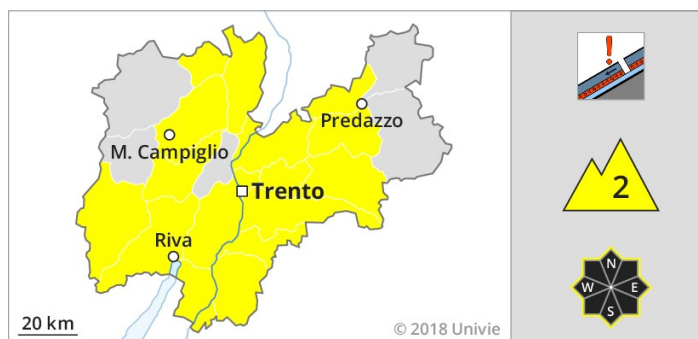 Predazzo
M. Campiglio
Trento
Riva
20 km
© 2018 Univie
!
2
N
W E
S